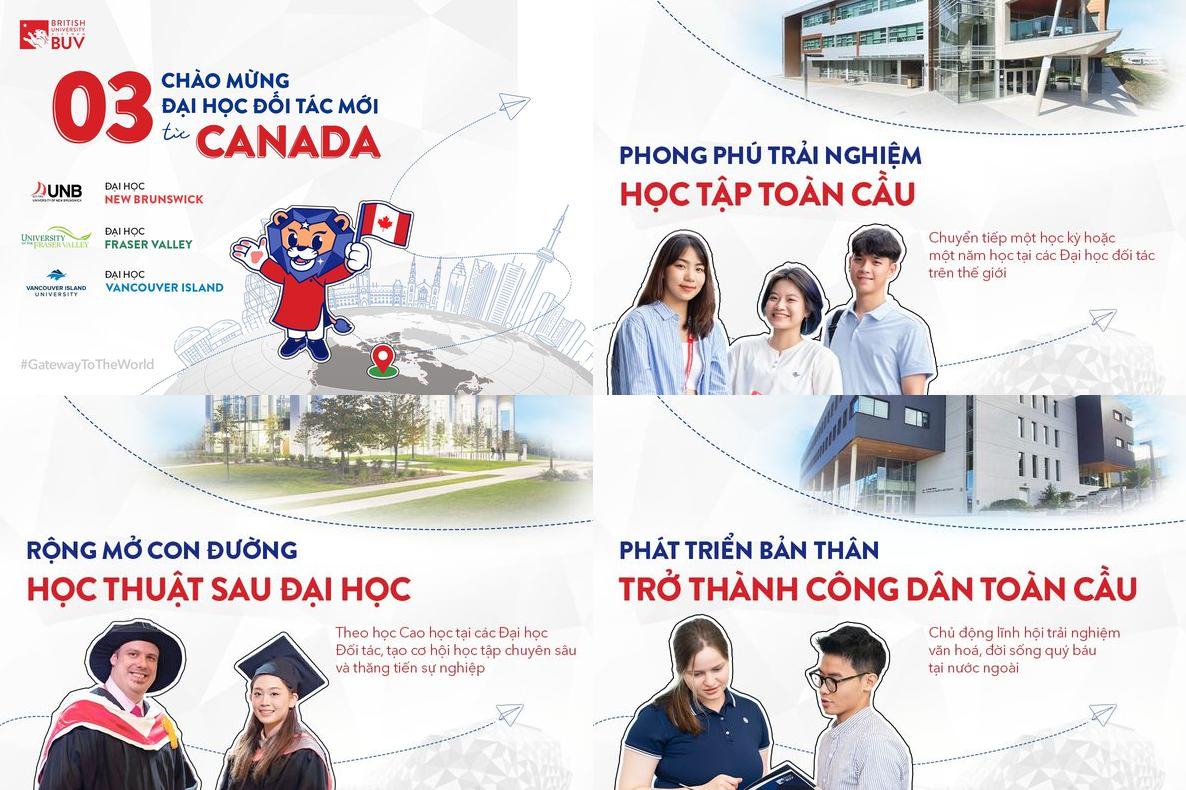 BRITISH
UNIVERSITY
VIETNAM
BUV
03
CHÀO MỪNG
ĐẠI HỌC ĐỐI TÁC MỚI
từ CANADA
UNB
UNIVERSITY OF NEW BRUNSWICK
ĐẠI HỌC
NEW BRUNSWICK
UNIVERSITY
OF THE FRASER VALLEY
ĐẠI HỌC
FRASER VALLEY
VANCOUVER ISLAND
UNIVERSITY
ĐẠI HỌC
VANCOUVER ISLAND
#GatewayToTheWorld
PHONG PHÚ TRẢI NGHIỆM
HỌC TẬP TOÀN CẦU
Chuyển tiếp một học kỳ hoặc
một năm học tại các Đại học đối tác
trên thế giới
RỘNG MỞ CON ĐƯỜNG
HỌC THUẬT SAU ĐẠI HỌC
Theo học Cao học tại các Đại học
Đối tác, tạo cơ hội học tập chuyên sâu
và thăng tiến sự nghiệp
PHÁT TRIỂN BẢN THÂN
TRỞ THÀNH CÔNG DÂN TOÀN CẦU
Chủ động lĩnh hội trải nghiệm
văn hoá, đời sống quý báu
tại nước ngoài
BUV